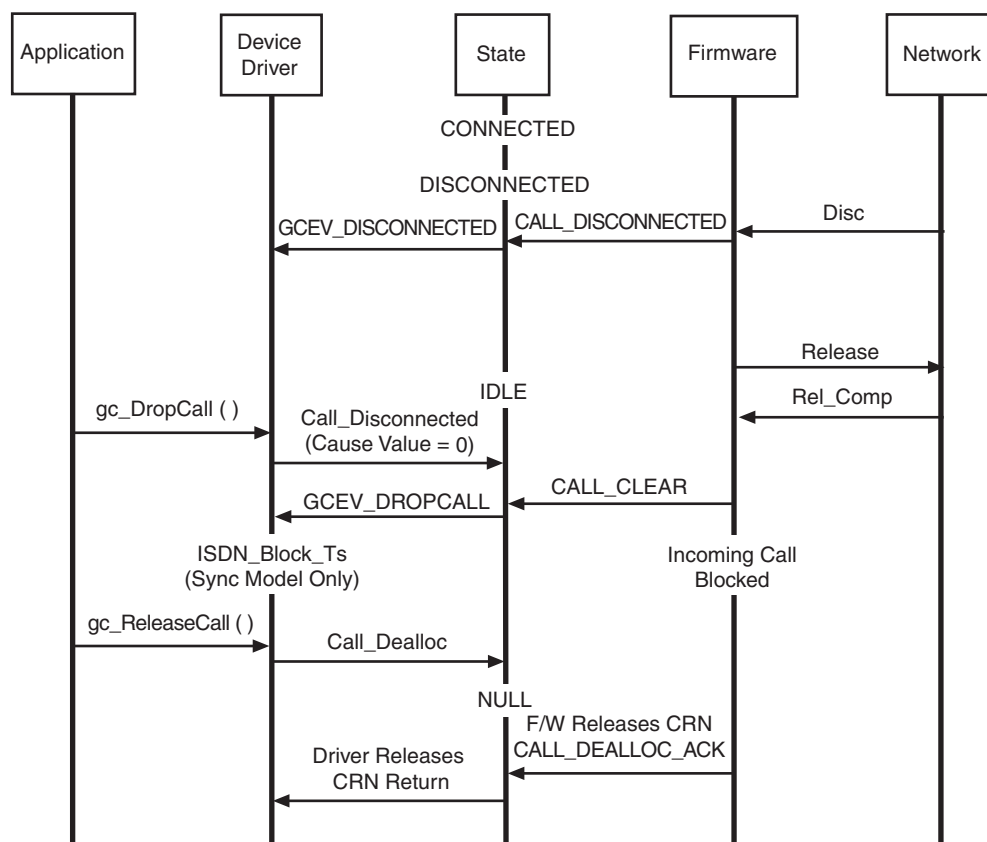 Application
Device
Driver
State
Firmware
Network
CONNECTED
DISCONNECTED
GCEV_DISCONNECTED
CALL_DISCONNECTED
Disc
Release
IDLE
Rel_Comp
gc_DropCall ( )
Call_Disconnected
(Cause Value = 0)
CALL_CLEAR
GCEV_DROPCALL
ISDN_Block_Ts
(Sync Model Only)
Incoming Call
Blocked
gc_ReleaseCall ( )
Call_Dealloc
NULL
F/W Releases CRN
CALL_DEALLOC_ACK
Driver Releases
CRN Return